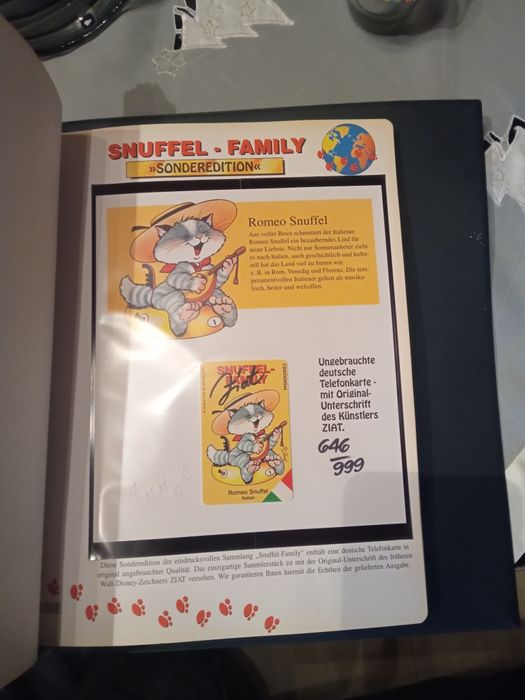 SNUFFEL - FAMILY
»SONDEREDITION«
Romeo Snuffel
Aus voller Brust schmettert der Italiener
Romeo Snuffel ein bezauberndes Lied für
seine Liebste. Nicht nur Sonnenanbeter zieht
es nach Italien, auch geschichtlich und kultu-
rell hat das Land viel zu bieten wie
z. B. in Rom, Venedig und Florenz. Die tem-
peramentvollen Italiener gelten als musika-
lisch, heiter und weltoffen.
SNUFFEL-
FAMILY
Ziat
Romeo Snuffel
Italien
Ungebrauchte
deutsche
Telefonkarte -
mit Original-
Unterschrift
des Künstlers
ZIAT.
646
999
Diese Sonderedition der eindrucksvollen Sammlung „Snuffel-Family" enthält eine deutsche Telefonkarte in
original ungebrauchter Qualität. Das einzigartige Sammlerstück ist mit der Original-Unterschrift des früheren
Walt-Disney-Zeichners ZIAT versehen. Wir garantieren Ihnen hiermit die Echtheit der gelieferten Ausgabe.